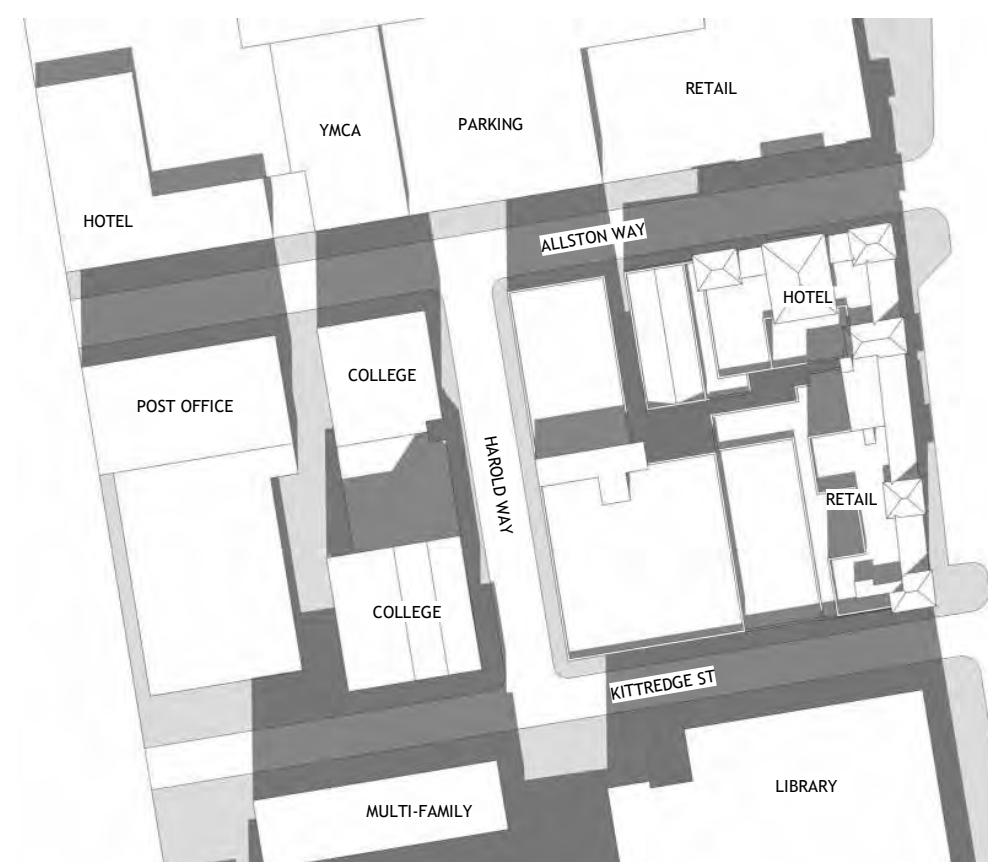 RETAIL
YMCA
PARKING
HOTEL
ALLSTON WAY
HOTEL
COLLEGE
POST OFFICE
HAROLD WAY
RETAIL
COLLEGE
KITTREDGE ST
LIBRARY
MULTI-FAMILY